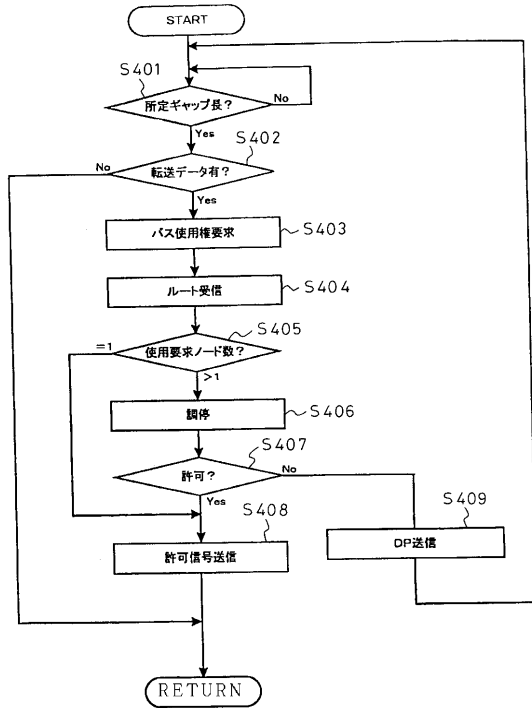 START
S401
所定ギャップ長?
No
Yes
S402
No
転送データ有?
Yes
バス使用権要求
S403
ルート受信
S404
S405
=1
使用要求ノード数?
>1
調停
S406
S407
許可?
No
Yes
S408
S409
許可信号送信
DP送信
RETURN